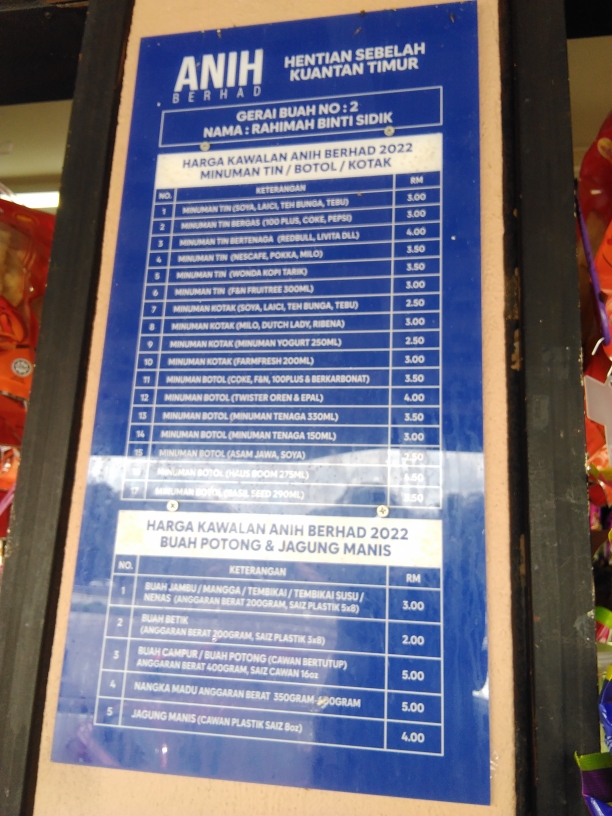 ANIH
BERHAD
HENTIAN SEBELAH
KUANTAN TIMUR
GERAI BUAH NO : 2
NAMA : RAHIMAH BINTI SIDIK
HARGA KAWALAN ANIH BERHAD 2022
MINUMAN TIN / BOTOL / KOTAK
NO. KETERANGAN RM
1 MINUMAN TIN (SOYA, LAICI, TEH BUNGA, TEBU) 3.00
2 MINUMAN TIN BERGAS (100 PLUS, COKE, PEPSI) 3.00
3 MINUMAN TIN BERTENAGA (REDBULL, LIVITA DLL) 4.00
4 MINUMAN TIN (NESCAFE, POKKA, MILO) 3.50
5 MINUMAN TIN (WONDA KOPI TARIK) 3.50
6 MINUMAN TIN (F&N FRUITREE 300ML) 3.00
7 MINUMAN KOTAK (SOYA, LAICI, TEH BUNGA, TEBU) 2.50
8 MINUMAN KOTAK (MILO, DUTCH LADY, RIBENA) 3.00
9 MINUMAN KOTAK (MINUMAN YOGURT 250ML) 2.50
10 MINUMAN KOTAK (FARMFRESH 200ML) 3.00
11 MINUMAN BOTOL (COKE, F&N, 100PLUS & BERKARBONAT) 3.50
12 MINUMAN BOTOL (TWISTER OREN & EPAL) 4.00
13 MINUMAN BOTOL (MINUMAN TENAGA 330ML) 3.50
14 MINUMAN BOTOL (MINUMAN TENAGA 150ML) 3.00
15 MINUMAN BOTOL (ASAM JAWA, SOYA)
16 MINUMAN BOTOL (HAUS BOOM 275ML)
17 MINUMAN BOTOL (BASIL SEED 290ML)
HARGA KAWALAN ANIH BERHAD 2022
BUAH POTONG & JAGUNG MANIS
NO. KETERANGAN RM
1 BUAH JAMBU / MANGGA / TEMBIKAI / TEMBIKAI SUSU /
NENAS (ANGGARAN BERAT 200GRAM, SAIZ PLASTIK 5x8) 3.00
2 BUAH BETIK
(ANGGARAN BERAT 200GRAM, SAIZ PLASTIK 5x8) 2.00
3 BUAH CAMPUR / BUAH POTONG (CAWAN BERTUTUP)
ANGGARAN BERAT 400GRAM, SAIZ CAWAN 16oz 5.00
4 NANGKA MADU ANGGARAN BERAT 350GRAM 5.00
5 JAGUNG MANIS (CAWAN PLASTIK SAIZ 8oz) 4.00